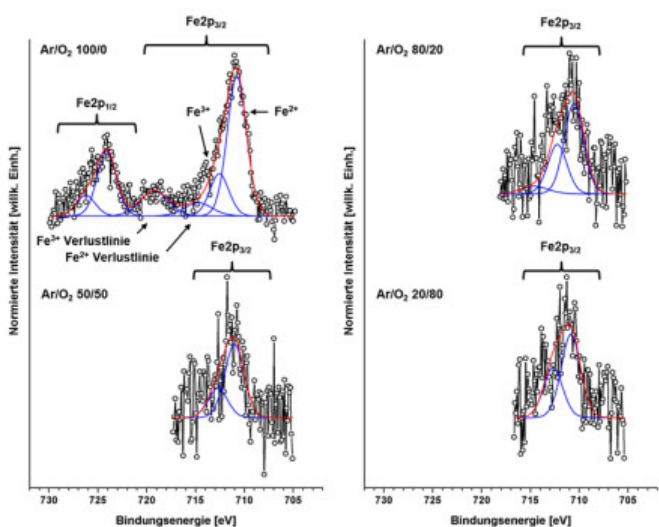 Fe2p3/2
Ar/O2 100/0
Fe2p1/2
Fe3+
Fe2+
Fe3+ Verlustlinie
Fe2+ Verlustlinie
Fe2p3/2
Ar/O2 50/50
Normierte Intensität [willk. Einh.]
730 725 720 715 710 705
Bindungsenergie [eV]
Fe2p3/2
Ar/O2 80/20
Fe2p3/2
Ar/O2 20/80
Normierte Intensität [willk. Einh.]
730 725 720 715 710 705
Bindungsenergie [eV]